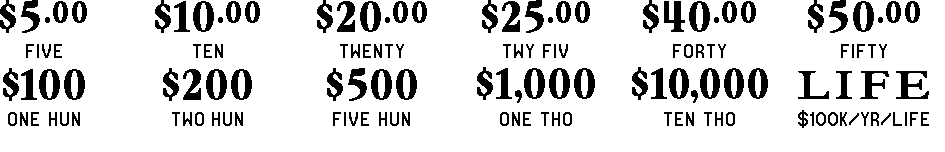 $5.00 $10.00 $20.00 $25.00 $40.00 $50.00
FIVE TEN TWENTY TWY FIV FORTY FIFTY
$100 $200 $500 $1,000 $10,000 LIFE
ONE HUN TWO HUN FIVE HUN ONE THO TEN THO $100K/YR/LIFE